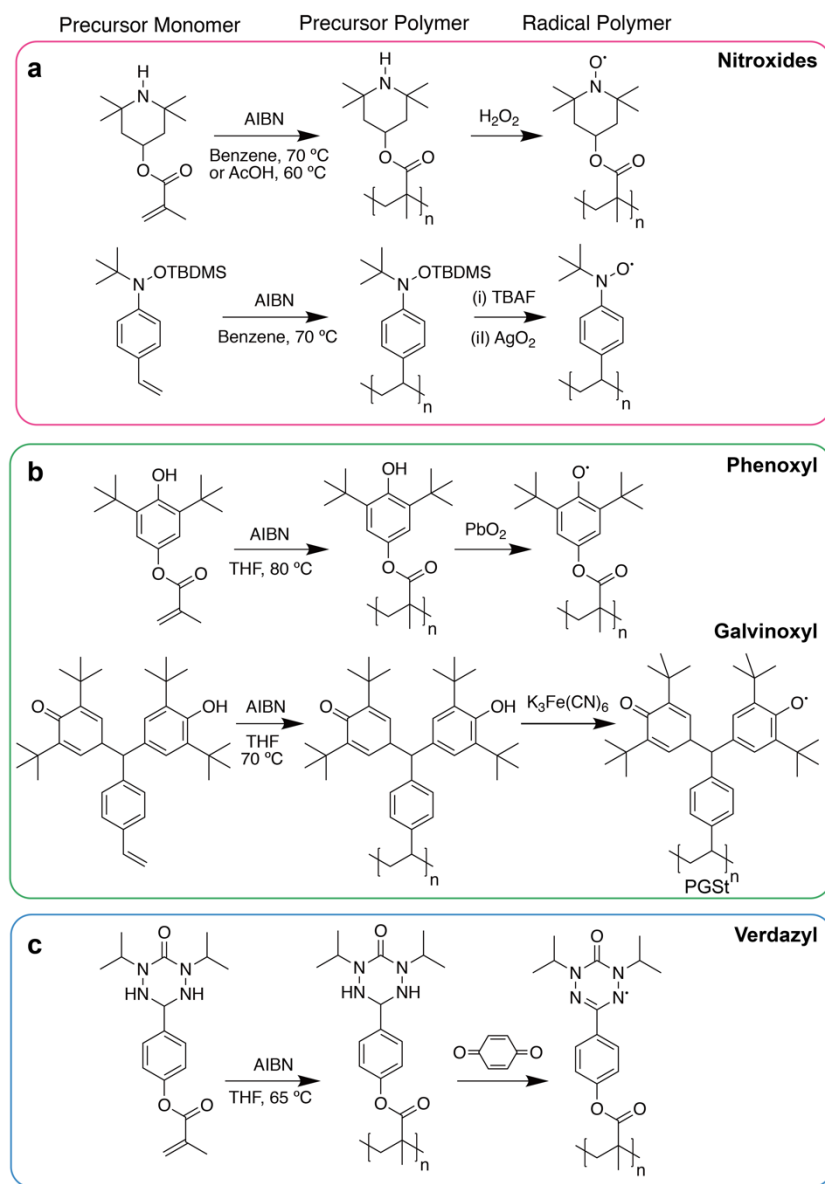 Precursor Monomer Precursor Polymer Radical Polymer
a Nitroxides
H
N
O
O
AIBN
Benzene, 70 ºC
or AcOH, 60 ºC
H
N
O
O
n
H2O2
O•
N
O
O
n
N OTBDMS
AIBN
Benzene, 70 ºC
N OTBDMS
n
(i) TBAF
(iI) AgO2
N O•
n
b Phenoxyl
OH
O
O
AIBN
THF, 80 ºC
OH
O
O
n
PbO2
O•
O
O
n
Galvinoxyl
O OH
AIBN
THF
70 ºC
O OH
n
K3Fe(CN)6
O O•
n
PGSt
c Verdazyl
O
N N
HN NH
O
O
AIBN
THF, 65 ºC
O
N N
HN NH
O
O
n
O O
O
N N
N N•
O
O
n